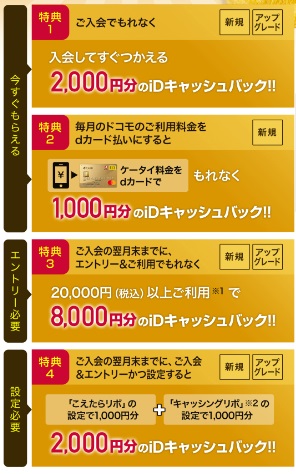 今すぐもらえる
特典
1
ご入会でもれなく
新規
アップ
グレード
入会してすぐつかえる
2,000円分のiDキャッシュバック!!
特典
2
毎月のドコモのご利用料金を
dカード払いにすると
新規
¥
ケータイ料金を
dカードで
もれなく
1,000円分のiDキャッシュバック!!
エントリー必要
特典
3
ご入会の翌月末までに、
エントリー&ご利用でもれなく
新規
アップ
グレード
20,000円(税込)以上ご利用※1で
8,000円分のiDキャッシュバック!!
設定必要
特典
4
ご入会の翌月末までに、ご入会
&エントリーかつ設定すると
新規
アップ
グレード
「こえたらリボ」の
設定で1,000円分
+
「キャッシングリボ」※2の
設定で1,000円分
2,000円分のiDキャッシュバック!!